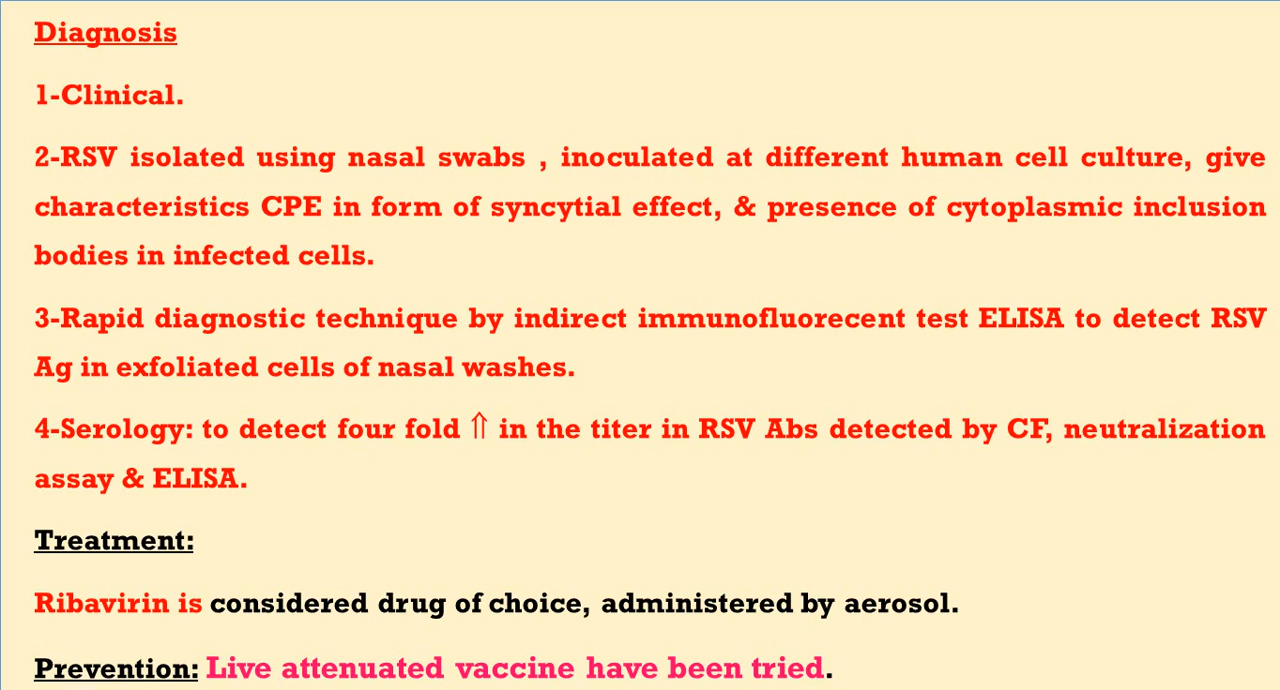 Diagnosis
1-Clinical.
2-RSV isolated using nasal swabs , inoculated at different human cell culture, give
characteristics CPE in form of syncytial effect, & presence of cytoplasmic inclusion
bodies in infected cells.
3-Rapid diagnostic technique by indirect immunofluorecent test ELISA to detect RSV
Ag in exfoliated cells of nasal washes.
4-Serology: to detect four fold ⇑ in the titer in RSV Abs detected by CF, neutralization
assay & ELISA.
Treatment:
Ribavirin is considered drug of choice, administered by aerosol.
Prevention: Live attenuated vaccine have been tried.